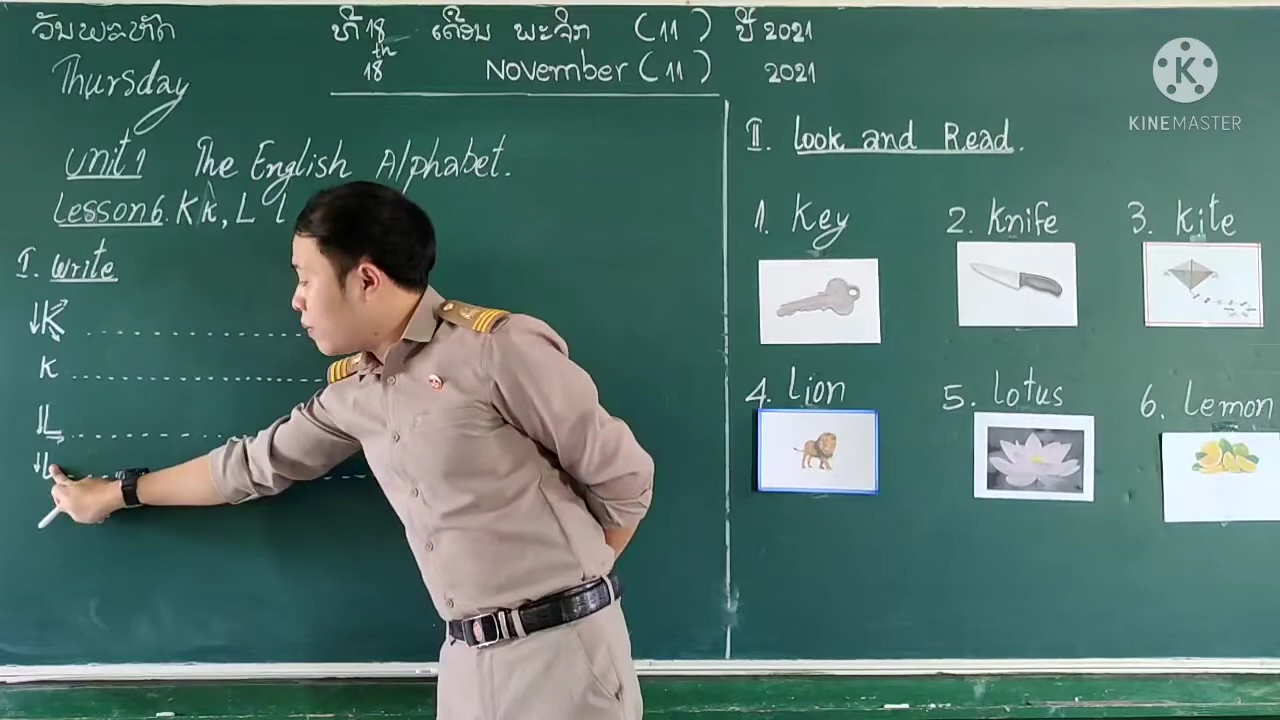 ວັນພະຫັດ ທີ 18 ເດືອນ ພະຈິກ (11) ປີ 2021
Thursday 18th November (11) 2021
Unit 1 The English Alphabet.
Lesson 6. Kk, L l
I. Write
K
k
L
l
II. Look and Read.
1. Key 2. Knife 3. Kite
4. Lion 5. Lotus 6. Lemon
K
KINEMASTER